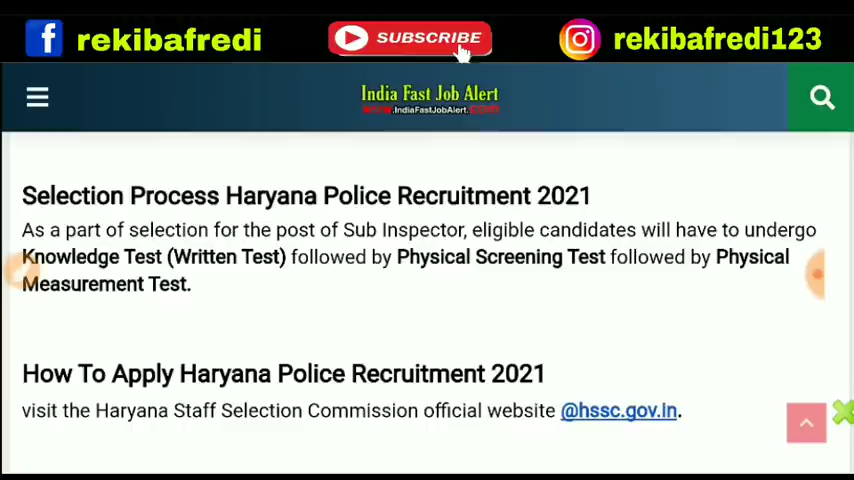 rekibafredi
SUBSCRIBE
rekibafredi123
India Fast Job Alert
www.IndiaFastJobAlert.com
Selection Process Haryana Police Recruitment 2021
As a part of selection for the post of Sub Inspector, eligible candidates will have to undergo
Knowledge Test (Written Test) followed by Physical Screening Test followed by Physical
Measurement Test.
How To Apply Haryana Police Recruitment 2021
visit the Haryana Staff Selection Commission official website @hssc.gov.in.